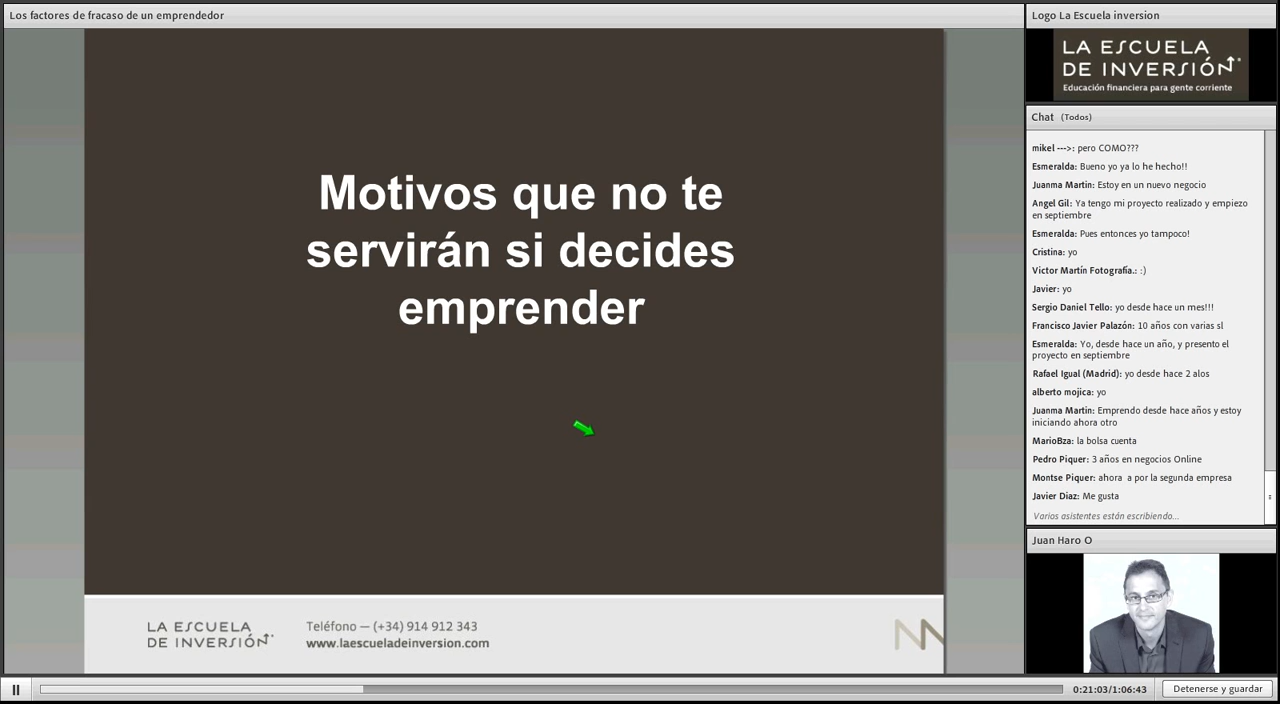 Los factores de fracaso de un emprendedor
Motivos que no te
servirán si decides
emprender
LA ESCUELA
DE INVERSIÓN
Teléfono — (+34) 914 912 343
www.laescueladeinversion.com
Logo La Escuela inversion
LA ESCUELA
DE INVERSIÓN
Educación financiera para gente corriente
Chat (Todos)
mikel --->: pero COMO???
Esmeralda: Bueno yo ya lo he hecho!!
Juanma Martin: Estoy en un nuevo negocio
Angel Gil: Ya tengo mi proyecto realizado y empiezo
en septiembre
Esmeralda: Pues entonces yo tampoco!
Cristina: yo
Victor Martín Fotografía.: :)
Javier: yo
Sergio Daniel Tello: yo desde hace un mes!!!
Francisco Javier Palazón: 10 años con varias sl
Esmeralda: Yo, desde hace un año, y presento el
proyecto en septiembre
Rafael Igual (Madrid): yo desde hace 2 alos
alberto mojica: yo
Juanma Martin: Emprendo desde hace años y estoy
iniciando ahora otro
MarioBza: la bolsa cuenta
Pedro Piquer: 3 años en negocios Online
Montse Piquer: ahora a por la segunda empresa
Javier Diaz: Me gusta
Varios asistentes están escribiendo...
Juan Haro O
0:21:03/1:06:43
Detenerse y guardar